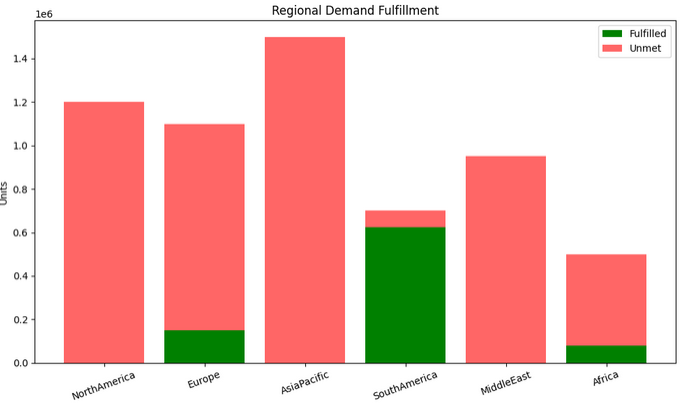 Regional Demand Fulfillment
1e6
Fulfilled
Unmet
1.4
1.2
1.0
0.8
0.6
0.4
0.2
0.0
Units
NorthAmerica
Europe
AsiaPacific
SouthAmerica
MiddleEast
Africa